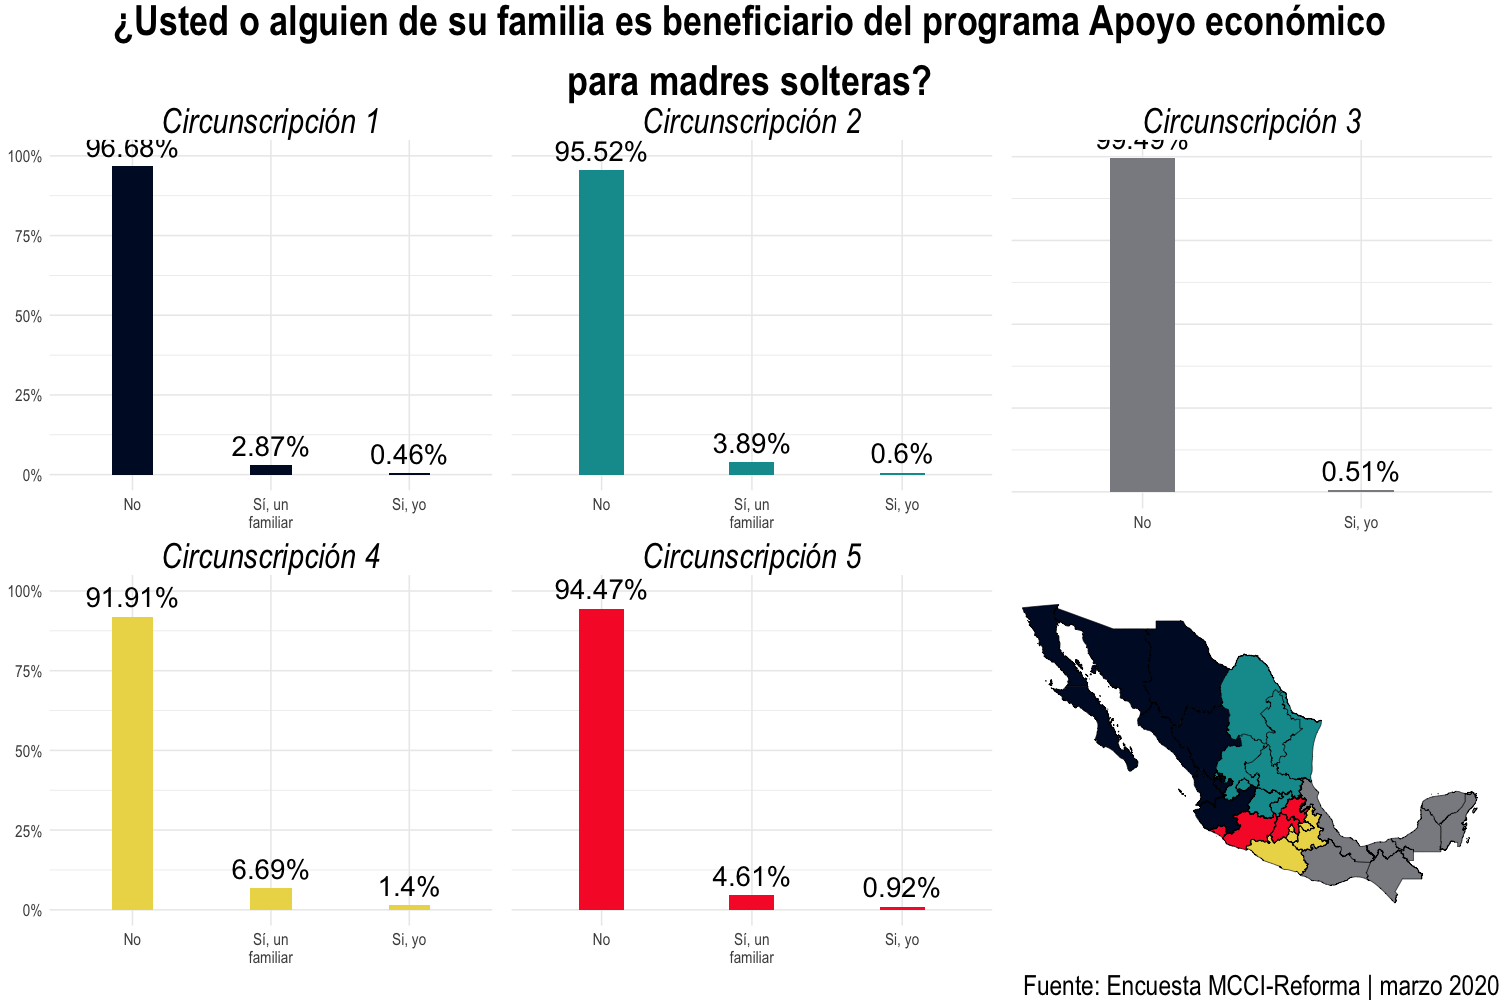 ¿Usted o alguien de su familia es beneficiario del programa Apoyo económico
para madres solteras?
Circunscripción 1
96.68%
100%
75%
50%
25%
0%
2.87%
0.46%
No
Sí, un
familiar
Si, yo
Circunscripción 2
95.52%
3.89%
0.6%
No
Sí, un
familiar
Si, yo
Circunscripción 3
99.49%
0.51%
No
Si, yo
Circunscripción 4
100%
75%
50%
25%
0%
91.91%
6.69%
1.4%
No
Sí, un
familiar
Si, yo
Circunscripción 5
94.47%
4.61%
0.92%
No
Sí, un
familiar
Si, yo
Fuente: Encuesta MCCI-Reforma | marzo 2020